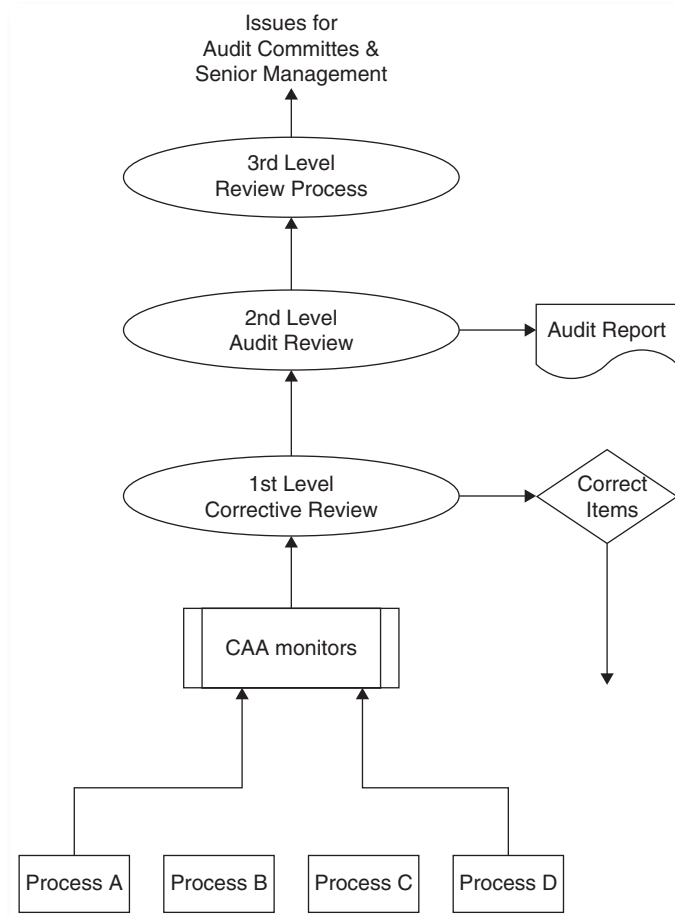 Issues for
Audit Committes &
Senior Management
3rd Level
Review Process
2nd Level
Audit Review
Audit Report
1st Level
Corrective Review
Correct
Items
CAA monitors
Process A
Process B
Process C
Process D